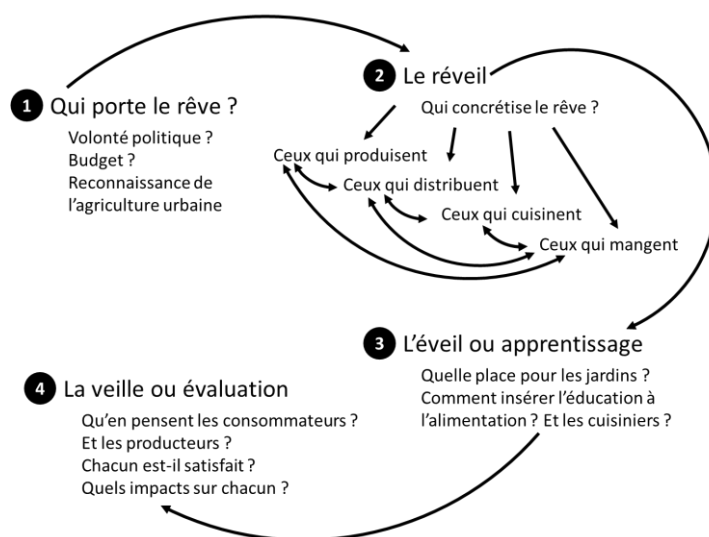 1 Qui porte le rêve ?
Volonté politique ?
Budget ?
Reconnaissance de
l’agriculture urbaine
2 Le réveil
Qui concrétise le rêve ?
Ceux qui produisent
Ceux qui distribuent
Ceux qui cuisinent
Ceux qui mangent
3 L’éveil ou apprentissage
Quelle place pour les jardins ?
Comment insérer l’éducation à
l’alimentation ? Et les cuisiniers ?
4 La veille ou évaluation
Qu’en pensent les consommateurs ?
Et les producteurs ?
Chacun est-il satisfait ?
Quels impacts sur chacun ?